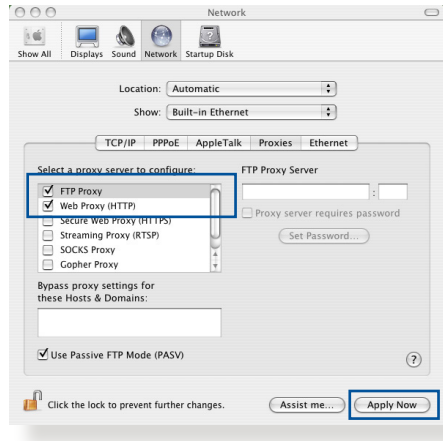 Network
Show All Displays Sound Network Startup Disk
Location: Automatic
Show: Built-in Ethernet
TCP/IP PPPoE AppleTalk Proxies Ethernet
Select a proxy server to configure:
FTP Proxy
Web Proxy (HTTP)
Secure Web Proxy (HTTPS)
Streaming Proxy (RTSP)
SOCKS Proxy
Gopher Proxy
FTP Proxy Server
:
Proxy server requires password
Set Password...
Bypass proxy settings for
these Hosts & Domains:
Use Passive FTP Mode (PASV)
?
Click the lock to prevent further changes.
Assist me... Apply Now